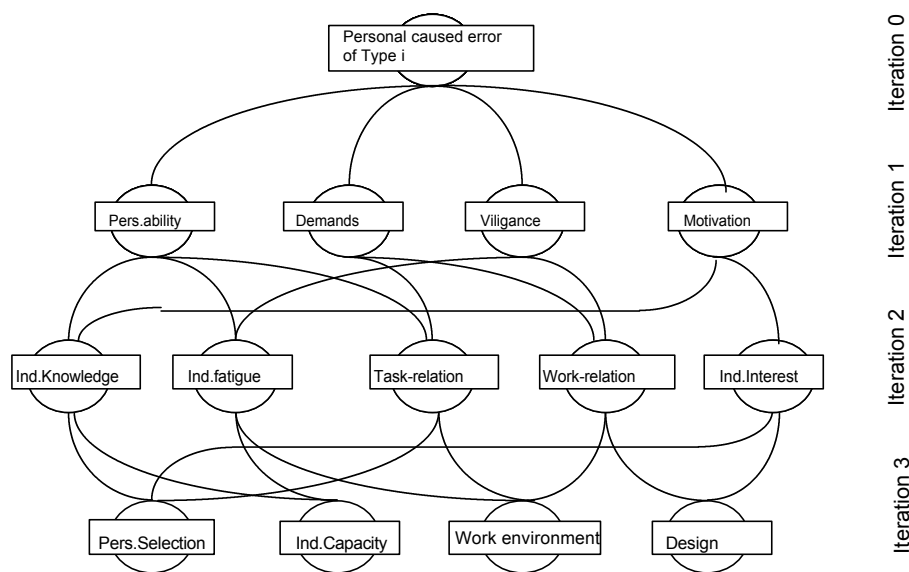 Personal caused error
of Type i
Iteration 0
Pers.ability
Demands
Viligance
Motivation
Iteration 1
Ind.Knowledge
Ind.fatigue
Task-relation
Work-relation
Ind.Interest
Iteration 2
Pers.Selection
Ind.Capacity
Work environment
Design
Iteration 3